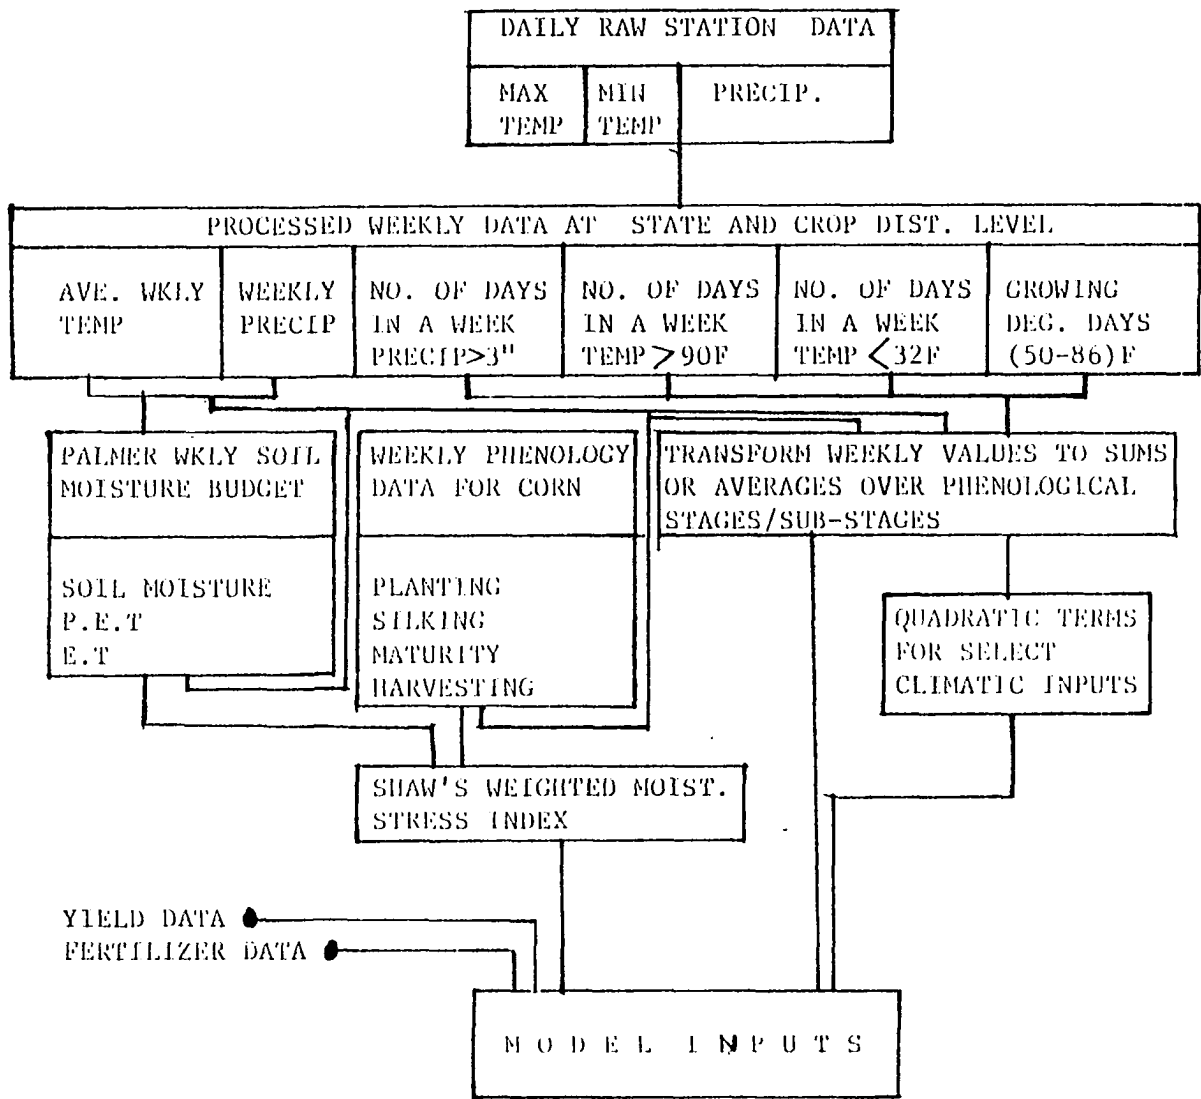 DAILY RAW STATION DATA
MAX
TEMP
MIN
TEMP
PRECIP.
PROCESSED WEEKLY DATA AT STATE AND CROP DIST. LEVEL
AVE. WKLY
TEMP
WEEKLY
PRECIP
NO. OF DAYS
IN A WEEK
PRECIP>3"
NO. OF DAYS
IN A WEEK
TEMP >90F
NO. OF DAYS
IN A WEEK
TEMP <32F
GROWING
DEG. DAYS
(50-86)F
PALMER WKLY SOIL
MOISTURE BUDGET
SOIL MOISTURE
P.E.T
E.T
WEEKLY PHENOLOGY
DATA FOR CORN
PLANTING
SILKING
MATURITY
HARVESTING
TRANSFORM WEEKLY VALUES TO SUMS
OR AVERAGES OVER PHENOLOGICAL
STAGES/SUB-STAGES
QUADRATIC TERMS
FOR SELECT
CLIMATIC INPUTS
SHAW'S WEIGHTED MOIST.
STRESS INDEX
YIELD DATA
FERTILIZER DATA
MODEL INPUTS